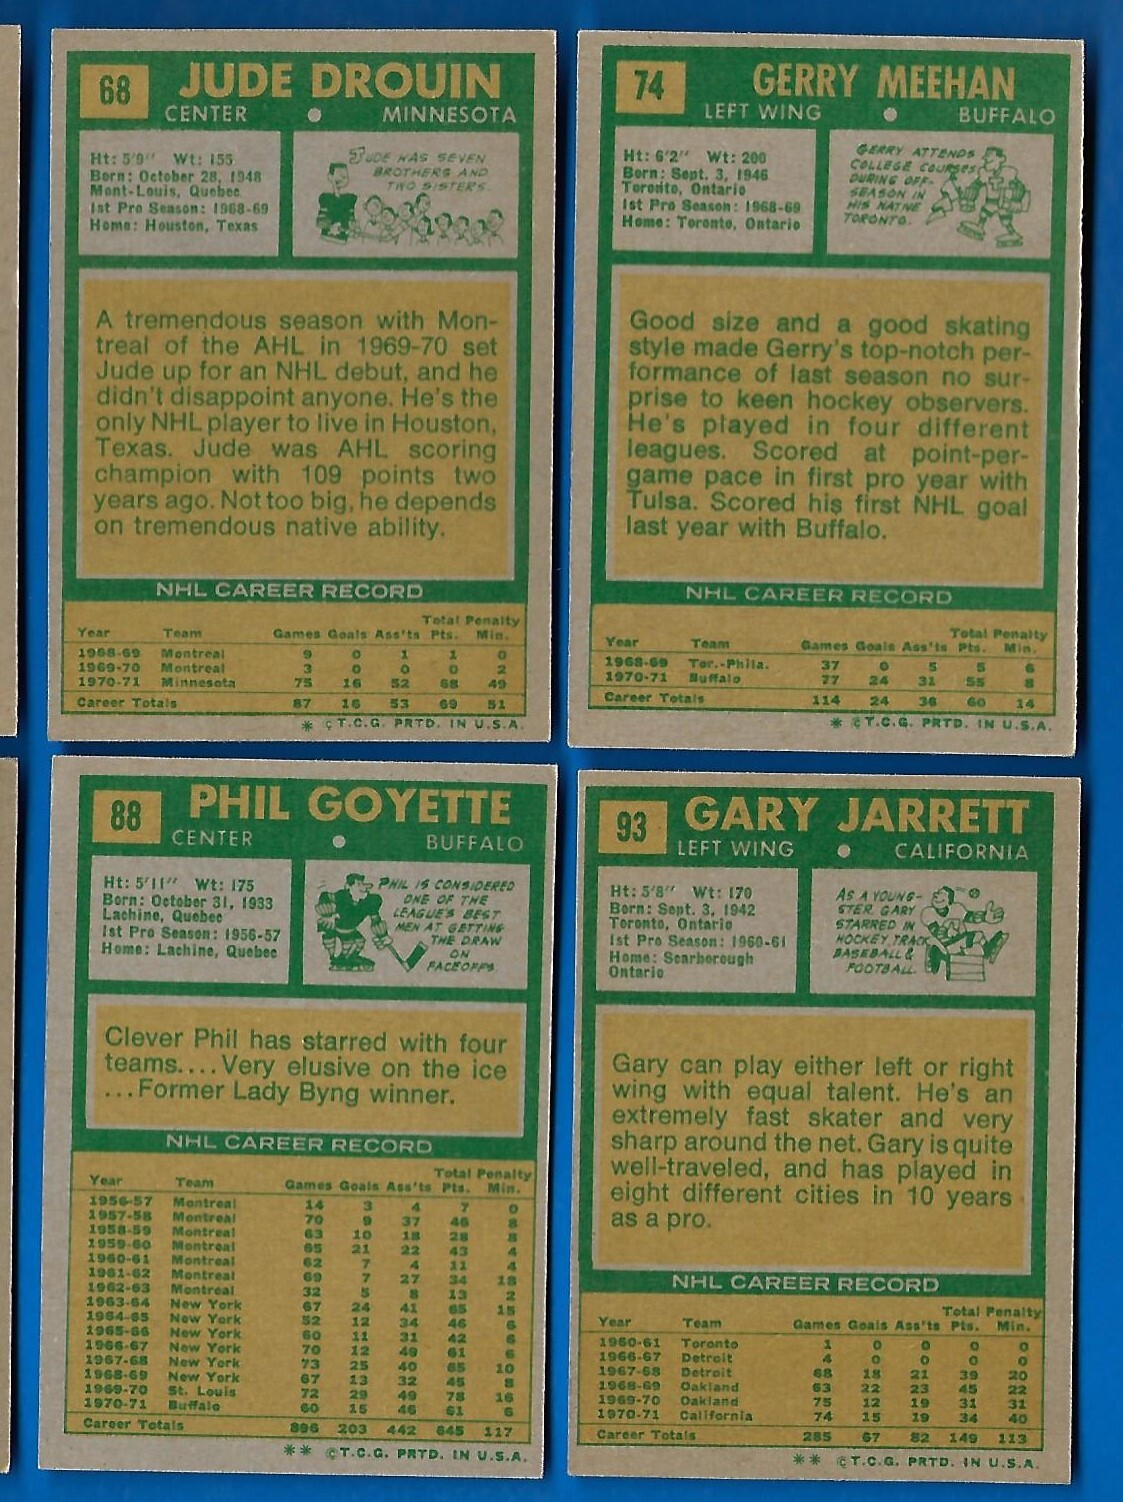 68
JUDE DROUIN
CENTER MINNESOTA
Ht: 5'9" Wt: 155
Born: October 28, 1948
Mont-Louis, Quebec
1st Pro Season: 1968-69
Home: Houston, Texas
JUDE HAS SEVEN
BROTHERS AND
TWO SISTERS.
A tremendous season with Mon-
treal of the AHL in 1969-70 set
Jude up for an NHL debut, and he
didn't disappoint anyone. He's the
only NHL player to live in Houston,
Texas. Jude was AHL scoring
champion with 109 points two
years ago. Not too big, he depends
on tremendous native ability.
NHL CAREER RECORD
Total Penalty
Year Team Games Goals Ass'ts Pts. Min.
1968-69 Montreal 9 0 1 1 0
1969-70 Montreal 3 0 0 0 2
1970-71 Minnesota 75 16 52 68 49
Career Totals 87 16 53 69 51
* © T.C.G. PRTD. IN U.S.A.
74
GERRY MEEHAN
LEFT WING BUFFALO
Ht: 6'2" Wt: 200
Born: Sept. 3, 1946
Toronto, Ontario
1st Pro Season: 1968-69
Home: Toronto, Ontario
GERRY ATTENDS
COLLEGE COURSES
DURING OFF-
SEASON IN
HIS NATIVE
TORONTO.
Good size and a good skating
style made Gerry's top-notch per-
formance of last season no sur-
prise to keen hockey observers.
He's played in four different
leagues. Scored at point-per-
game pace in first pro year with
Tulsa. Scored his first NHL goal
last year with Buffalo.
NHL CAREER RECORD
Total Penalty
Year Team Games Goals Ass'ts Pts. Min.
1968-69 Tor.-Phila. 37 0 5 5 6
1970-71 Buffalo 77 24 31 55 8
Career Totals 114 24 36 60 14
* © T.C.G. PRTD. IN U.S.A.
88
PHIL GOYETTE
CENTER BUFFALO
Ht: 5'11" Wt: 175
Born: October 31, 1933
Lachine, Quebec
1st Pro Season: 1956-57
Home: Lachine, Quebec
PHIL IS CONSIDERED
ONE OF THE
LEAGUE'S BEST
MEN AT GETTING
THE DRAW
ON
FACEOFFS.
Clever Phil has starred with four
teams.... Very elusive on the ice
...Former Lady Byng winner.
NHL CAREER RECORD
Total Penalty
Year Team Games Goals Ass'ts Pts. Min.
1956-57 Montreal 14 3 4 7 0
1957-58 Montreal 70 9 37 46 8
1958-59 Montreal 63 10 18 28 8
1959-60 Montreal 65 21 22 43 4
1960-61 Montreal 62 7 4 11 4
1961-62 Montreal 69 7 27 34 18
1962-63 Montreal 32 5 8 13 2
1963-64 New York 67 24 41 65 15
1964-65 New York 52 12 34 46 6
1965-66 New York 60 11 31 42 6
1966-67 New York 70 12 49 61 6
1967-68 New York 73 25 40 65 10
1968-69 New York 67 13 32 45 8
1969-70 St. Louis 72 29 49 78 16
1970-71 Buffalo 60 15 46 61 6
Career Totals 896 203 442 645 117
** © T.C.G. PRTD. IN U.S.A.
93
GARY JARRETT
LEFT WING CALIFORNIA
Ht: 5'8" Wt: 170
Born: Sept. 3, 1942
Toronto, Ontario
1st Pro Season: 1960-61
Home: Scarborough
Ontario
AS A YOUNG-
STER, GARY
STARRED IN
HOCKEY, TRACK
BASEBALL &
FOOTBALL.
Gary can play either left or right
wing with equal talent. He's an
extremely fast skater and very
sharp around the net. Gary is quite
well-traveled, and has played in
eight different cities in 10 years
as a pro.
NHL CAREER RECORD
Total Penalty
Year Team Games Goals Ass'ts Pts. Min.
1960-61 Toronto 1 0 0 0 0
1966-67 Detroit 4 0 0 0 0
1967-68 Detroit 68 18 21 39 20
1968-69 Oakland 63 22 23 45 22
1969-70 Oakland 75 12 19 31 31
1970-71 California 74 15 19 34 40
Career Totals 285 67 82 149 113
** © T.C.G. PRTD. IN U.S.A.